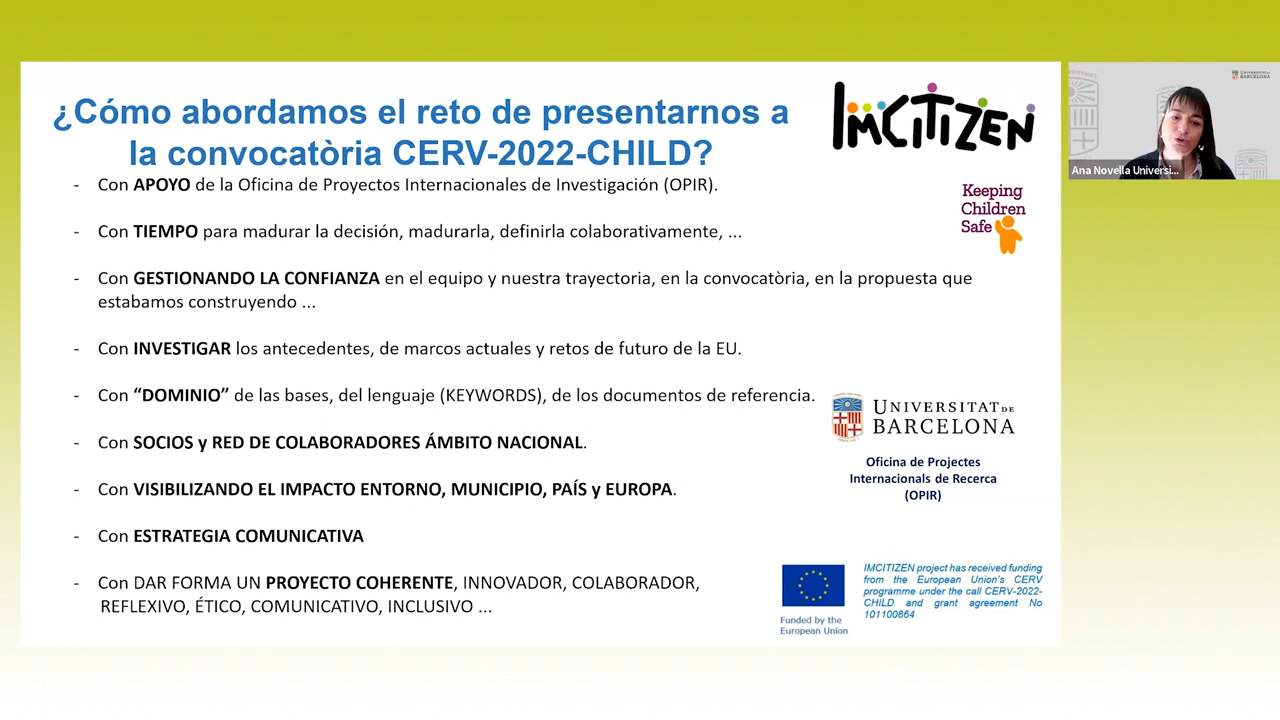 ¿Cómo abordamos el reto de presentarnos a
la convocatòria CERV-2022-CHILD?
- Con APOYO de la Oficina de Proyectos Internacionales de Investigación (OPIR).
- Con TIEMPO para madurar la decisión, madurarla, definirla colaborativamente, ...
- Con GESTIONANDO LA CONFIANZA en el equipo y nuestra trayectoria, en la convocatòria, en la propuesta que
estabamos construyendo ...
- Con INVESTIGAR los antecedentes, de marcos actuales y retos de futuro de la EU.
- Con “DOMINIO” de las bases, del lenguaje (KEYWORDS), de los documentos de referencia.
- Con SOCIOS y RED DE COLABORADORES ÁMBITO NACIONAL.
- Con VISIBILIZANDO EL IMPACTO ENTORNO, MUNICIPIO, PAÍS y EUROPA.
- Con ESTRATEGIA COMUNICATIVA
- Con DAR FORMA UN PROYECTO COHERENTE, INNOVADOR, COLABORADOR,
REFLEXIVO, ÉTICO, COMUNICATIVO, INCLUSIVO ...
IMCITIZEN
Keeping
Children
Safe
UNIVERSITAT DE
BARCELONA
Oficina de Projectes
Internacionals de Recerca
(OPIR)
Funded by the
European Union
IMCITIZEN project has received funding
from the European Union's CERV
programme under the call CERV-2022-
CHILD and grant agreement No
101100864
UNIVERSITAT DE
BARCELONA
Ana Novella Universi...